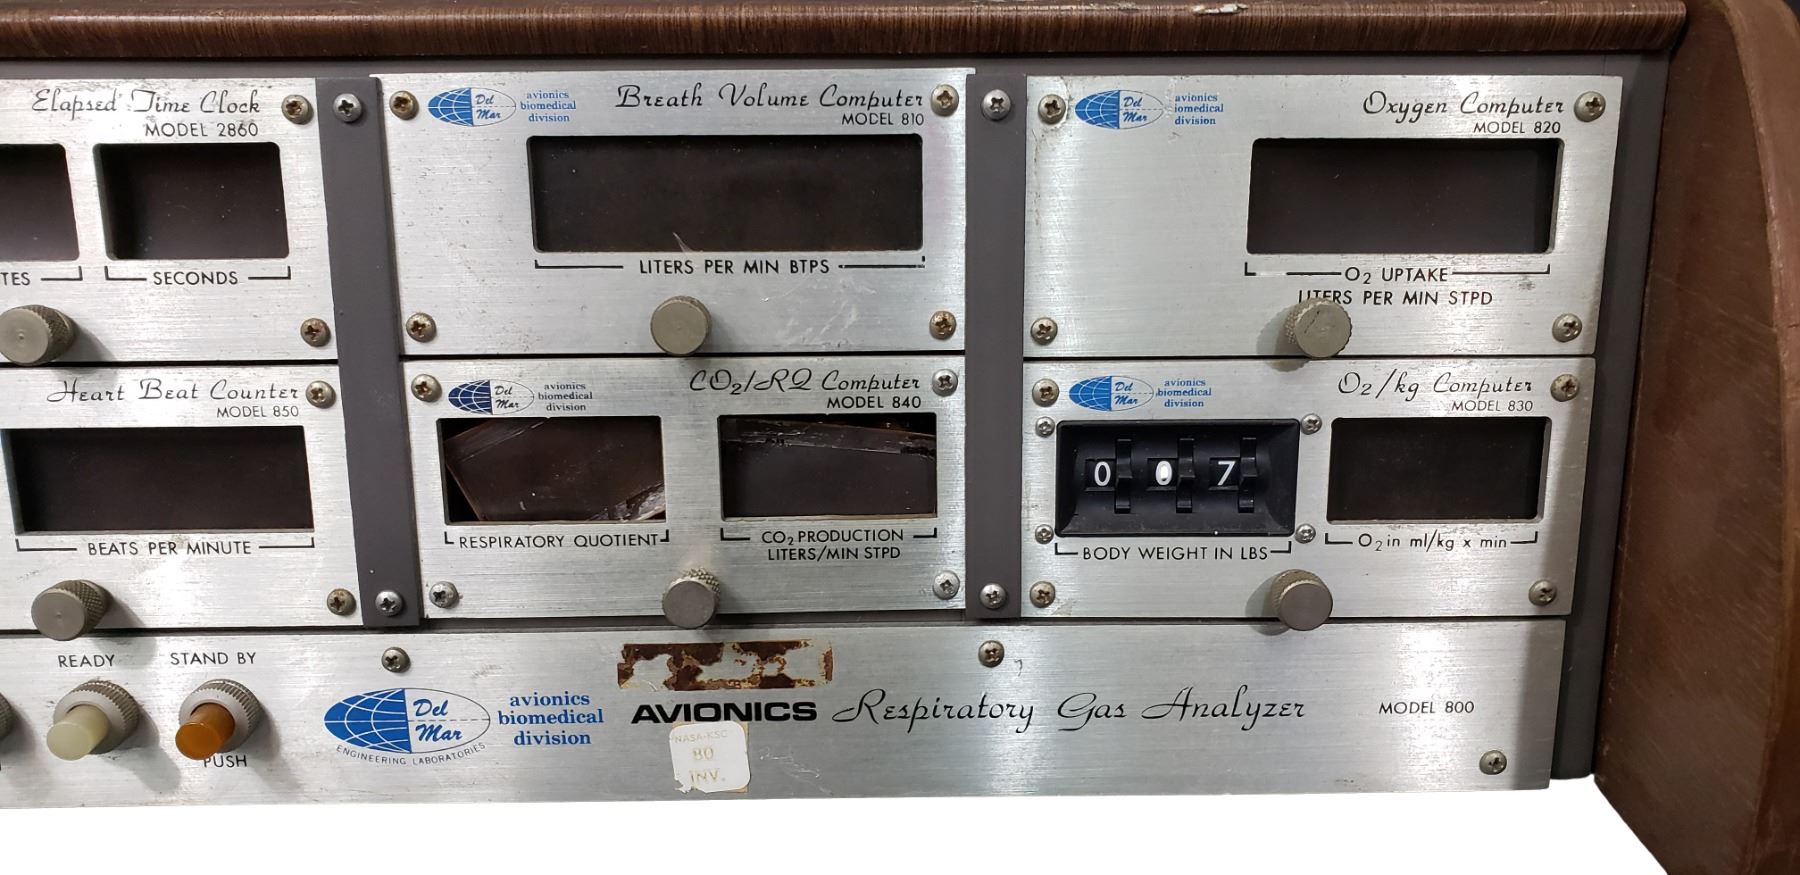 Elapsed Time Clock
MODEL 2860
TES
SECONDS
Del Mar
avionics
biomedical
division
Breath Volume Computer
MODEL 810
LITERS PER MIN BTPS
Del Mar
avionics
iomedical
division
Oxygen Computer
MODEL 820
O₂ UPTAKE
LITERS PER MIN STPD
Heart Beat Counter
MODEL 850
BEATS PER MINUTE
Del Mar
avionics
biomedical
division
CO₂/RQ Computer
MODEL 840
RESPIRATORY QUOTIENT
CO₂ PRODUCTION
LITERS/MIN STPD
Del Mar
avionics
biomedical
division
O₂/kg Computer
MODEL 830
0 0 7
BODY WEIGHT IN LBS
O₂ in ml/kg x min
READY
STAND BY
PUSH
Del Mar
ENGINEERING LABORATORIES
avionics
biomedical
division
AVIONICS Respiratory Gas Analyzer
MODEL 800
NASA-KSC
80
INV.